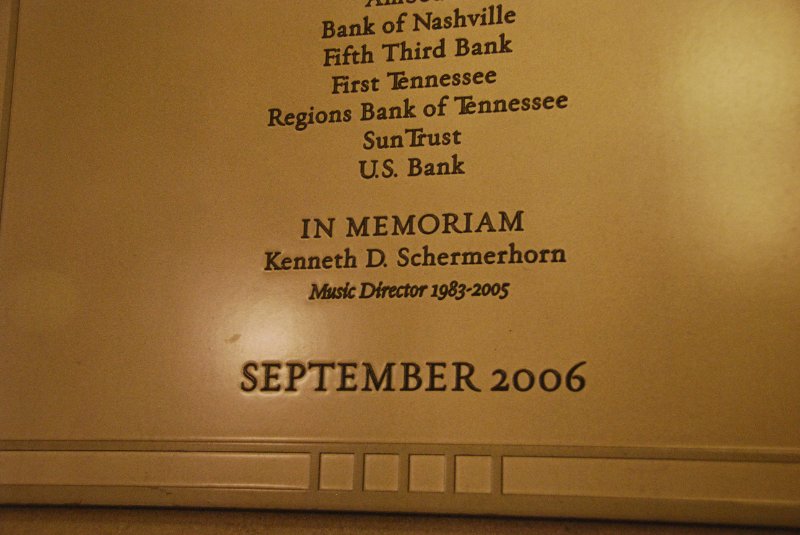 Bank of Nashville
Fifth Third Bank
First Tennessee
Regions Bank of Tennessee
SunTrust
U.S. Bank
IN MEMORIAM
Kenneth D. Schermerhorn
Music Director 1983-2005
SEPTEMBER 2006